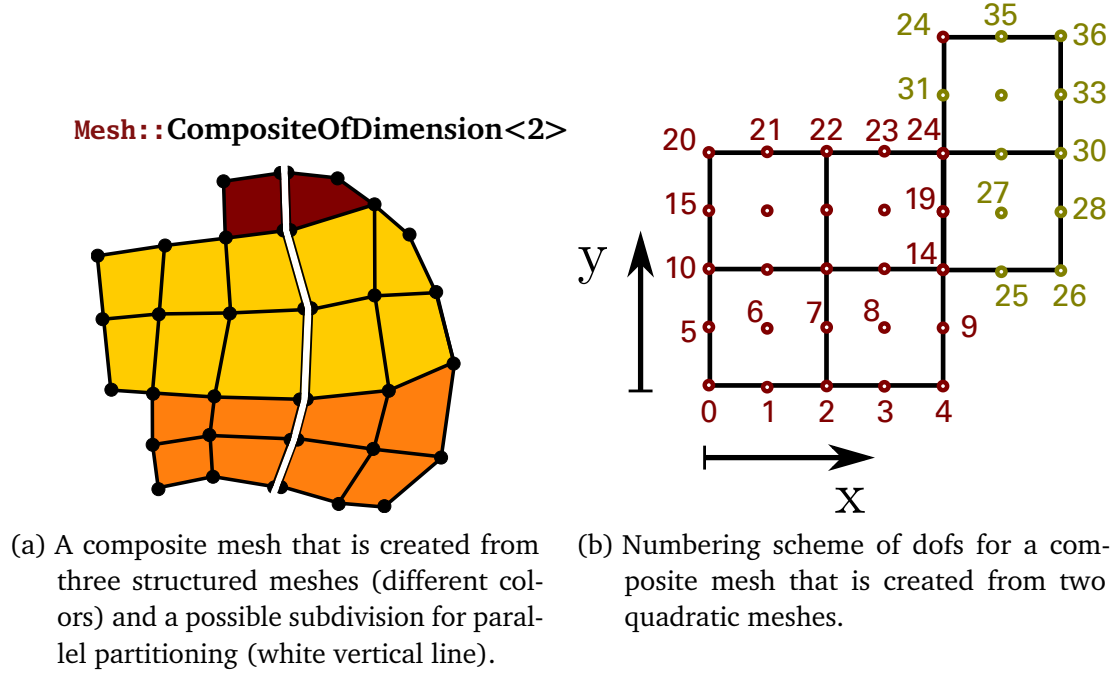 Mesh::CompositeOfDimension<2>
24 35 36
31 33
20 21 22 23 24 30
15 19 27 28
y 10 14 25 26
5 6 7 8 9
0 1 2 3 4
x
(a) A composite mesh that is created from
three structured meshes (different col-
ors) and a possible subdivision for paral-
lel partitioning (white vertical line).
(b) Numbering scheme of dofs for a com-
posite mesh that is created from two
quadratic meshes.